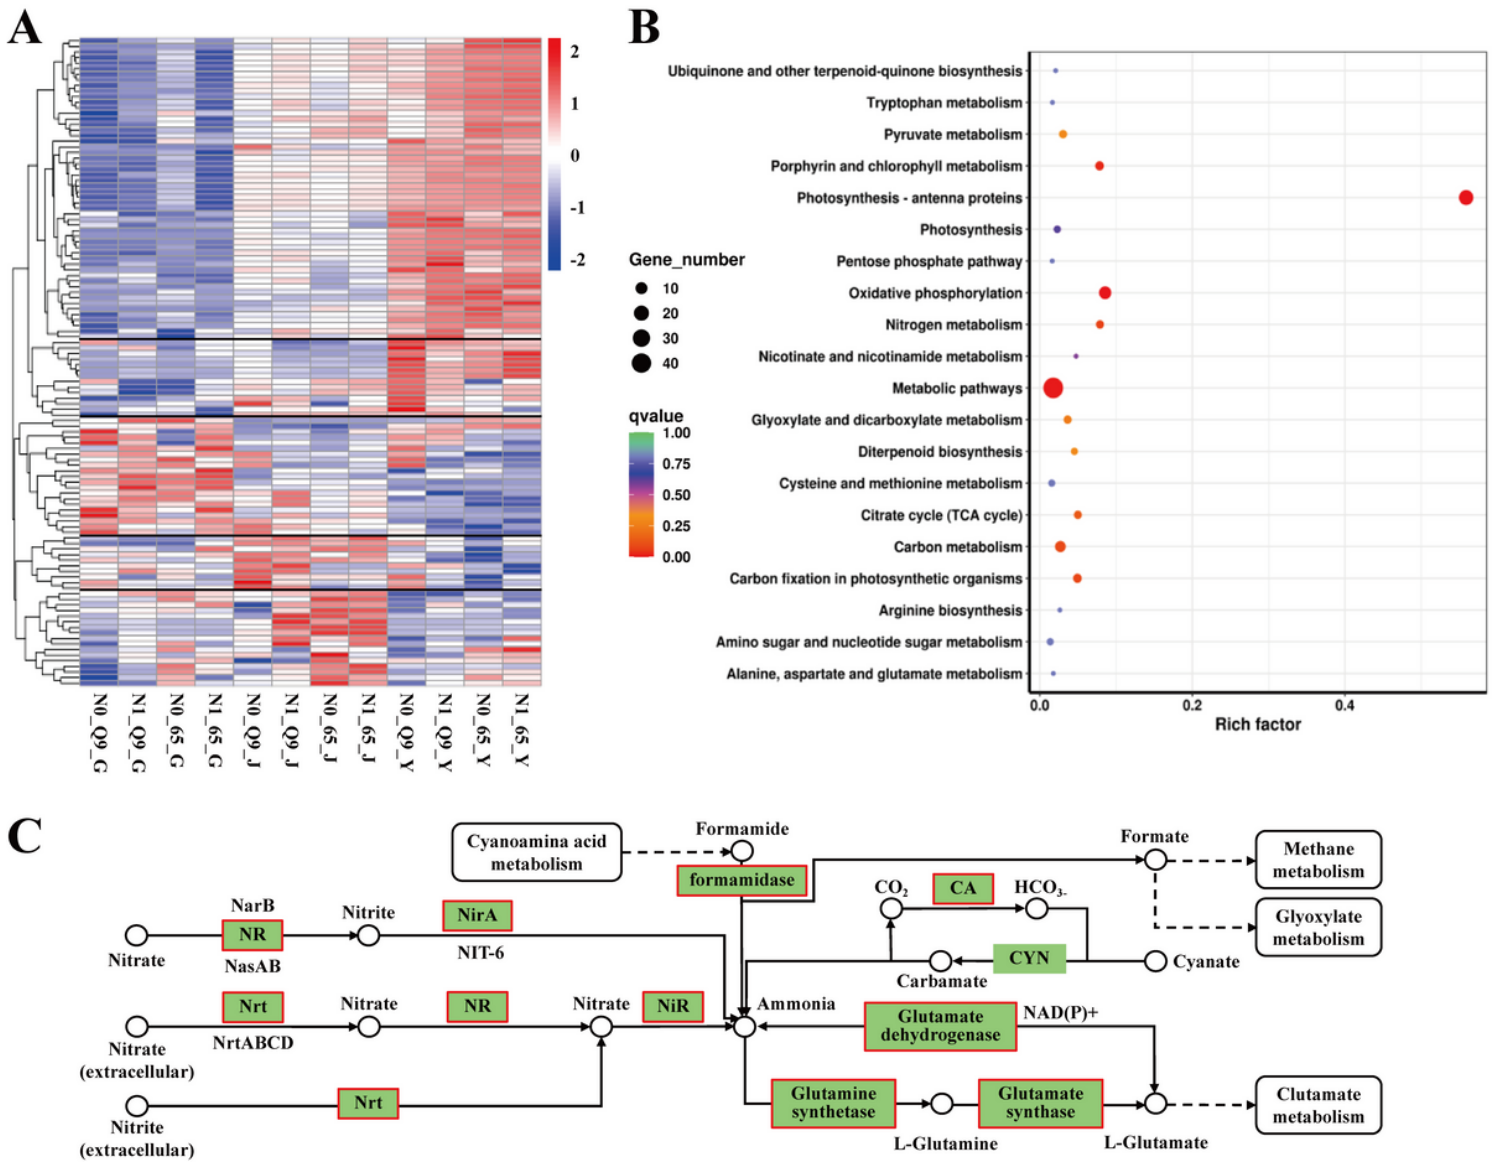 A
2
1
0
-1
-2
N0_Q9_G
N1_Q9_G
N0_65_G
N1_65_G
N0_Q9_J
N1_Q9_J
N0_65_J
N1_65_J
N0_Q9_Y
N1_Q9_Y
N0_65_Y
N1_65_Y
B
Ubiquinone and other terpenoid-quinone biosynthesis
Tryptophan metabolism
Pyruvate metabolism
Porphyrin and chlorophyll metabolism
Photosynthesis - antenna proteins
Photosynthesis
Pentose phosphate pathway
Oxidative phosphorylation
Nitrogen metabolism
Nicotinate and nicotinamide metabolism
Metabolic pathways
Glyoxylate and dicarboxylate metabolism
Diterpenoid biosynthesis
Cysteine and methionine metabolism
Citrate cycle (TCA cycle)
Carbon metabolism
Carbon fixation in photosynthetic organisms
Arginine biosynthesis
Amino sugar and nucleotide sugar metabolism
Alanine, aspartate and glutamate metabolism
0.0
0.2
0.4
Rich factor
Gene_number
10
20
30
40
qvalue
1.00
0.75
0.50
0.25
0.00
C
Cyanoamina acid
metabolism
Formamide
formamidase
Formate
Methane
metabolism
Glyoxylate
metabolism
CO2
CA
HCO3-
CYN
Carbamate
Cyanate
NarB
NR
NasAB
Nitrate
Nitrite
NirA
NIT-6
Nrt
NrtABCD
Nitrate
(extracellular)
Nitrate
NR
Nitrate
NiR
Ammonia
Glutamate
dehydrogenase
NAD(P)+
Nrt
Nitrite
(extracellular)
Glutamine
synthetase
L-Glutamine
Glutamate
synthase
L-Glutamate
Clutamate
metabolism